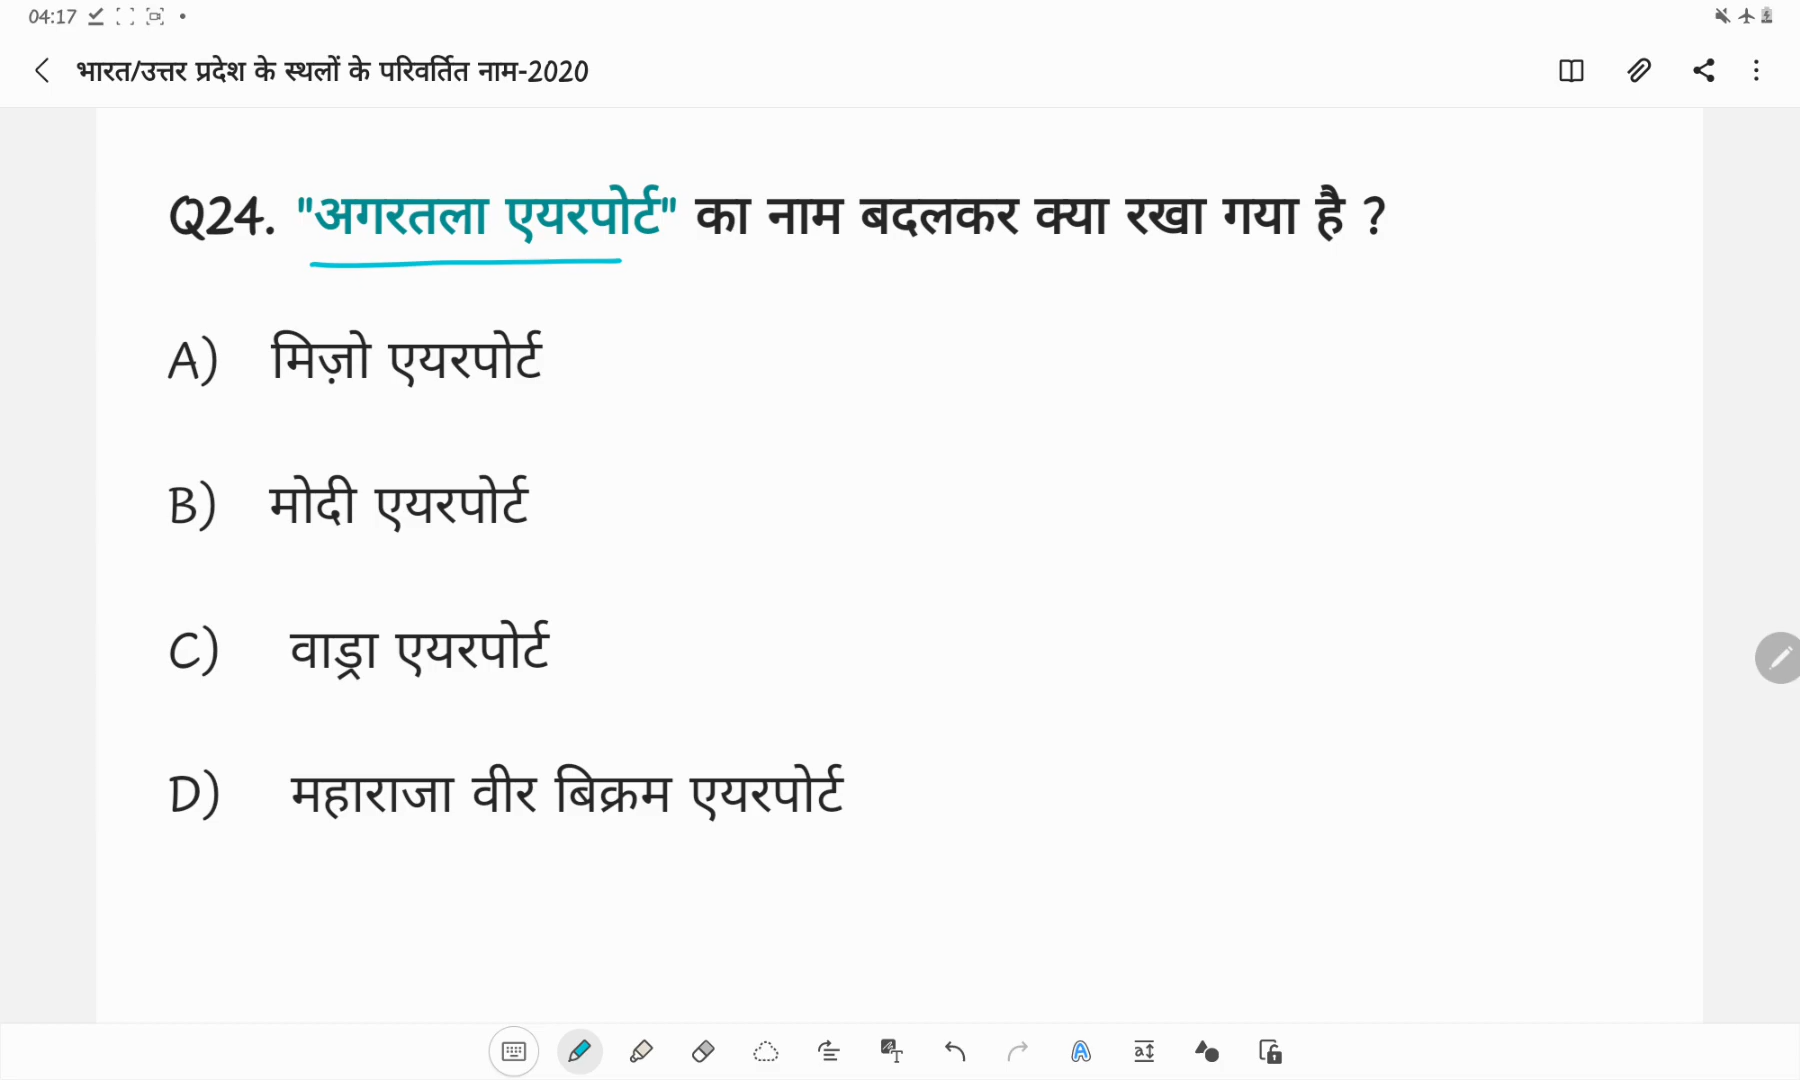 04:17
भारत/उत्तर प्रदेश के स्थलों के परिवर्तित नाम-2020
Q24. "अगरतला एयरपोर्ट" का नाम बदलकर क्या रखा गया है ?
A) मिज़ो एयरपोर्ट
B) मोदी एयरपोर्ट
C) वाड्रा एयरपोर्ट
D) महाराजा वीर बिक्रम एयरपोर्ट